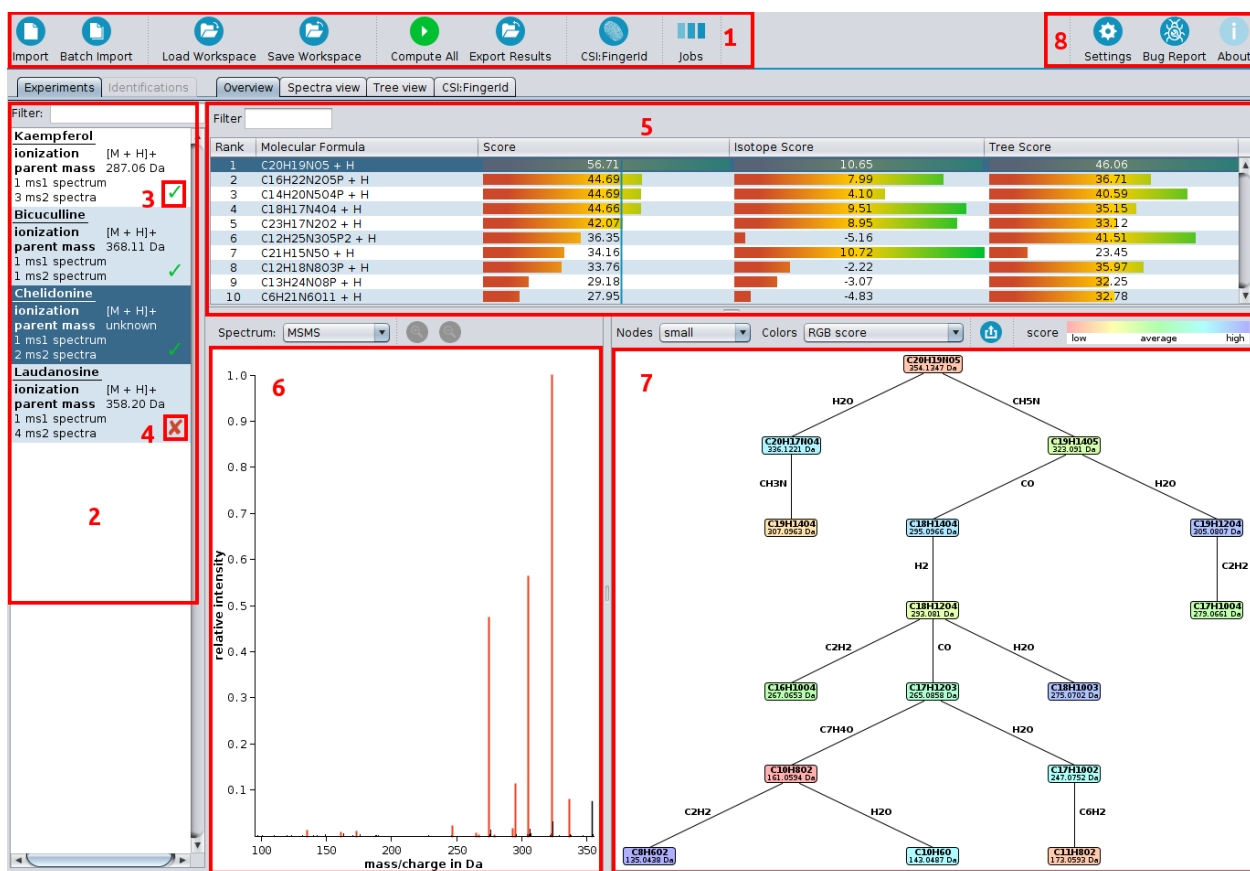 Import Batch Import Load Workspace Save Workspace Compute All Export Results CSI:FingerId Jobs 1 8 Settings Bug Report About
Experiments Identifications Overview Spectra view Tree view CSI:FingerId
Filter:
Kaempferol
ionization [M + H]+
parent mass 287.06 Da
1 ms1 spectrum
3 ms2 spectra
3
Bicuculline
ionization [M + H]+
parent mass 368.11 Da
1 ms1 spectrum
1 ms2 spectrum
Chelidonine
ionization [M + H]+
parent mass unknown
1 ms1 spectrum
2 ms2 spectra
Laudanosine
ionization [M + H]+
parent mass 358.20 Da
1 ms1 spectrum
4 ms2 spectra
4
2
Filter
5
Rank Molecular Formula Score Isotope Score Tree Score
1 C20H19NO5 + H 56.71 10.65 46.06
2 C16H22N2O5P + H 44.69 7.99 36.71
3 C14H20N5O4P + H 44.69 4.10 40.59
4 C18H17N4O4 + H 44.66 9.51 35.15
5 C23H17N2O2 + H 42.07 8.95 33.12
6 C12H25N3O5P2 + H 36.35 -5.16 41.51
7 C21H15N5O + H 34.16 10.72 23.45
8 C12H18N8O3P + H 33.76 -2.22 35.97
9 C13H24NO8P + H 29.18 -3.07 32.25
10 C6H21N6O11 + H 27.95 -4.83 32.78
Spectrum: MSMS
6
1.0
0.9
0.8
0.7
0.6
0.5
0.4
0.3
0.2
0.1
relative intensity
100 150 200 250 300 350
mass/charge in Da
Nodes small Colors RGB score score low average high
7
C20H19NO5
354.1347 Da
H2O CH5N
C20H17NO4 C19H14O5
336.1221 Da 323.091 Da
CH3N CO H2O
C19H14O4 C18H14O4 C19H12O4
307.0963 Da 295.0966 Da 305.0807 Da
H2 C2H2
C18H12O4 C17H10O4
293.081 Da 279.0661 Da
C2H2 CO H2O
C16H10O4 C17H12O3 C18H10O3
267.0653 Da 265.0858 Da 275.0702 Da
C7H4O H2O
C10H8O2 C17H10O2
161.0594 Da 247.0752 Da
C2H2 H2O C6H2
C8H6O2 C10H6O C11H8O2
135.0438 Da 143.0487 Da 173.0593 Da